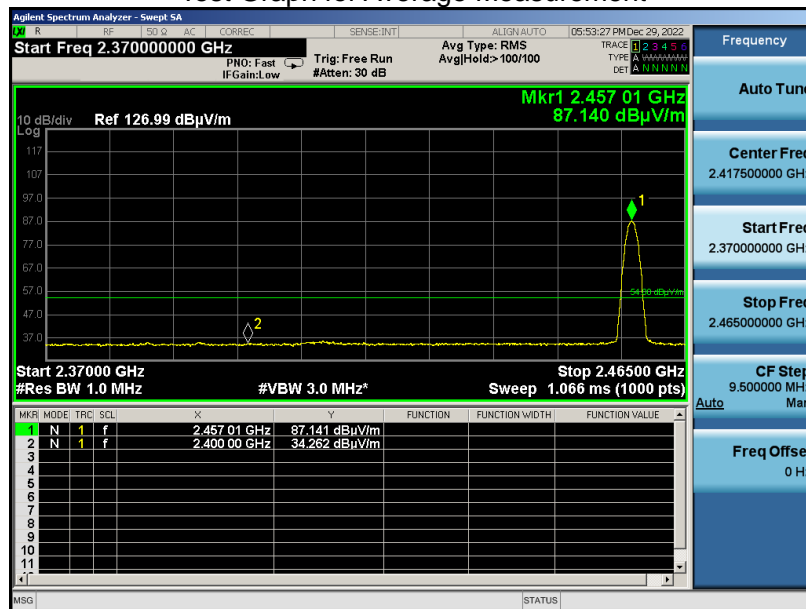 Test Graph for Average Measurement
Agilent Spectrum Analyzer - Swept SA
LXI R RF 50 Ω AC CORREC SENSE:INT ALIGN AUTO 05:53:27 PM Dec 29, 2022
Start Freq 2.370000000 GHz
PNO: Fast
IFGain:Low
Trig: Free Run
#Atten: 30 dB
Avg Type: RMS
Avg|Hold:>100/100
TRACE 1 2 3 4 5 6
TYPE A
DET A N N N N N
Mkr1 2.457 01 GHz
87.140 dBµV/m
10 dB/div
Log
Ref 126.99 dBµV/m
117
107
97.0
87.0
77.0
67.0
57.0
47.0
37.0
1
2
54.00 dBµV/m
Start 2.37000 GHz Stop 2.46500 GHz
#Res BW 1.0 MHz #VBW 3.0 MHz* Sweep 1.066 ms (1000 pts)
MKR MODE TRC SCL X Y FUNCTION FUNCTION WIDTH FUNCTION VALUE
1 N 1 f 2.457 01 GHz 87.141 dBµV/m
2 N 1 f 2.400 00 GHz 34.262 dBµV/m
3
4
5
6
7
8
9
10
11
MSG STATUS
Frequency
Auto Tune
Center Freq
2.417500000 GH
Start Freq
2.370000000 GH
Stop Freq
2.465000000 GH
CF Step
9.500000 MH
Auto Man
Freq Offse
0 H